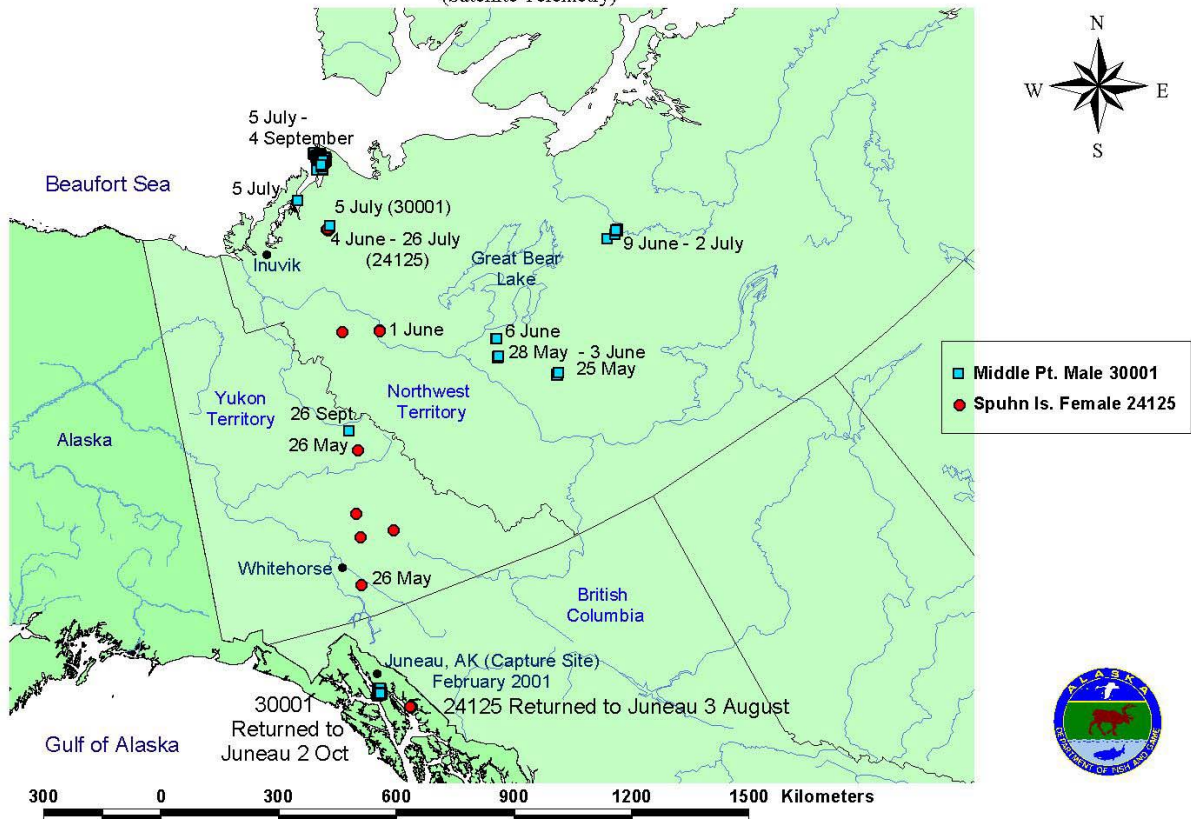 (Satellite Telemetry)
N
W
E
S
5 July -
4 September
Beaufort Sea
5 July
5 July (30001)
4 June - 26 July
(24125)
9 June - 2 July
Great Bear
Lake
Inuvik
1 June
6 June
28 May - 3 June
25 May
Middle Pt. Male 30001
Spuhn Is. Female 24125
Yukon
Territory
Northwest
Territory
26 Sept
26 May
Alaska
Whitehorse
26 May
British
Columbia
Juneau, AK (Capture Site)
February 2001
30001
Returned to
Juneau 2 Oct
24125 Returned to Juneau 3 August
Gulf of Alaska
ALASKA
DEPARTMENT OF FISH AND GAME
300 0 300 600 900 1200 1500 Kilometers